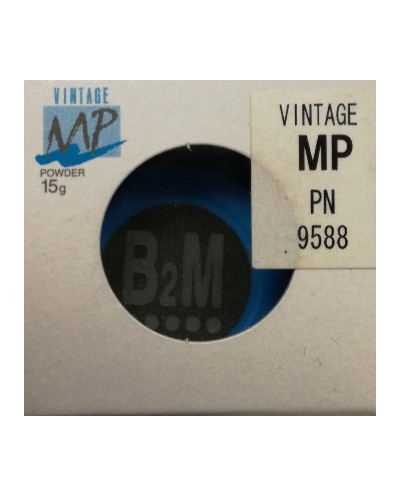 VINTAGE
MP
POWDER
15g
VINTAGE
MP
PN
9588
B2M